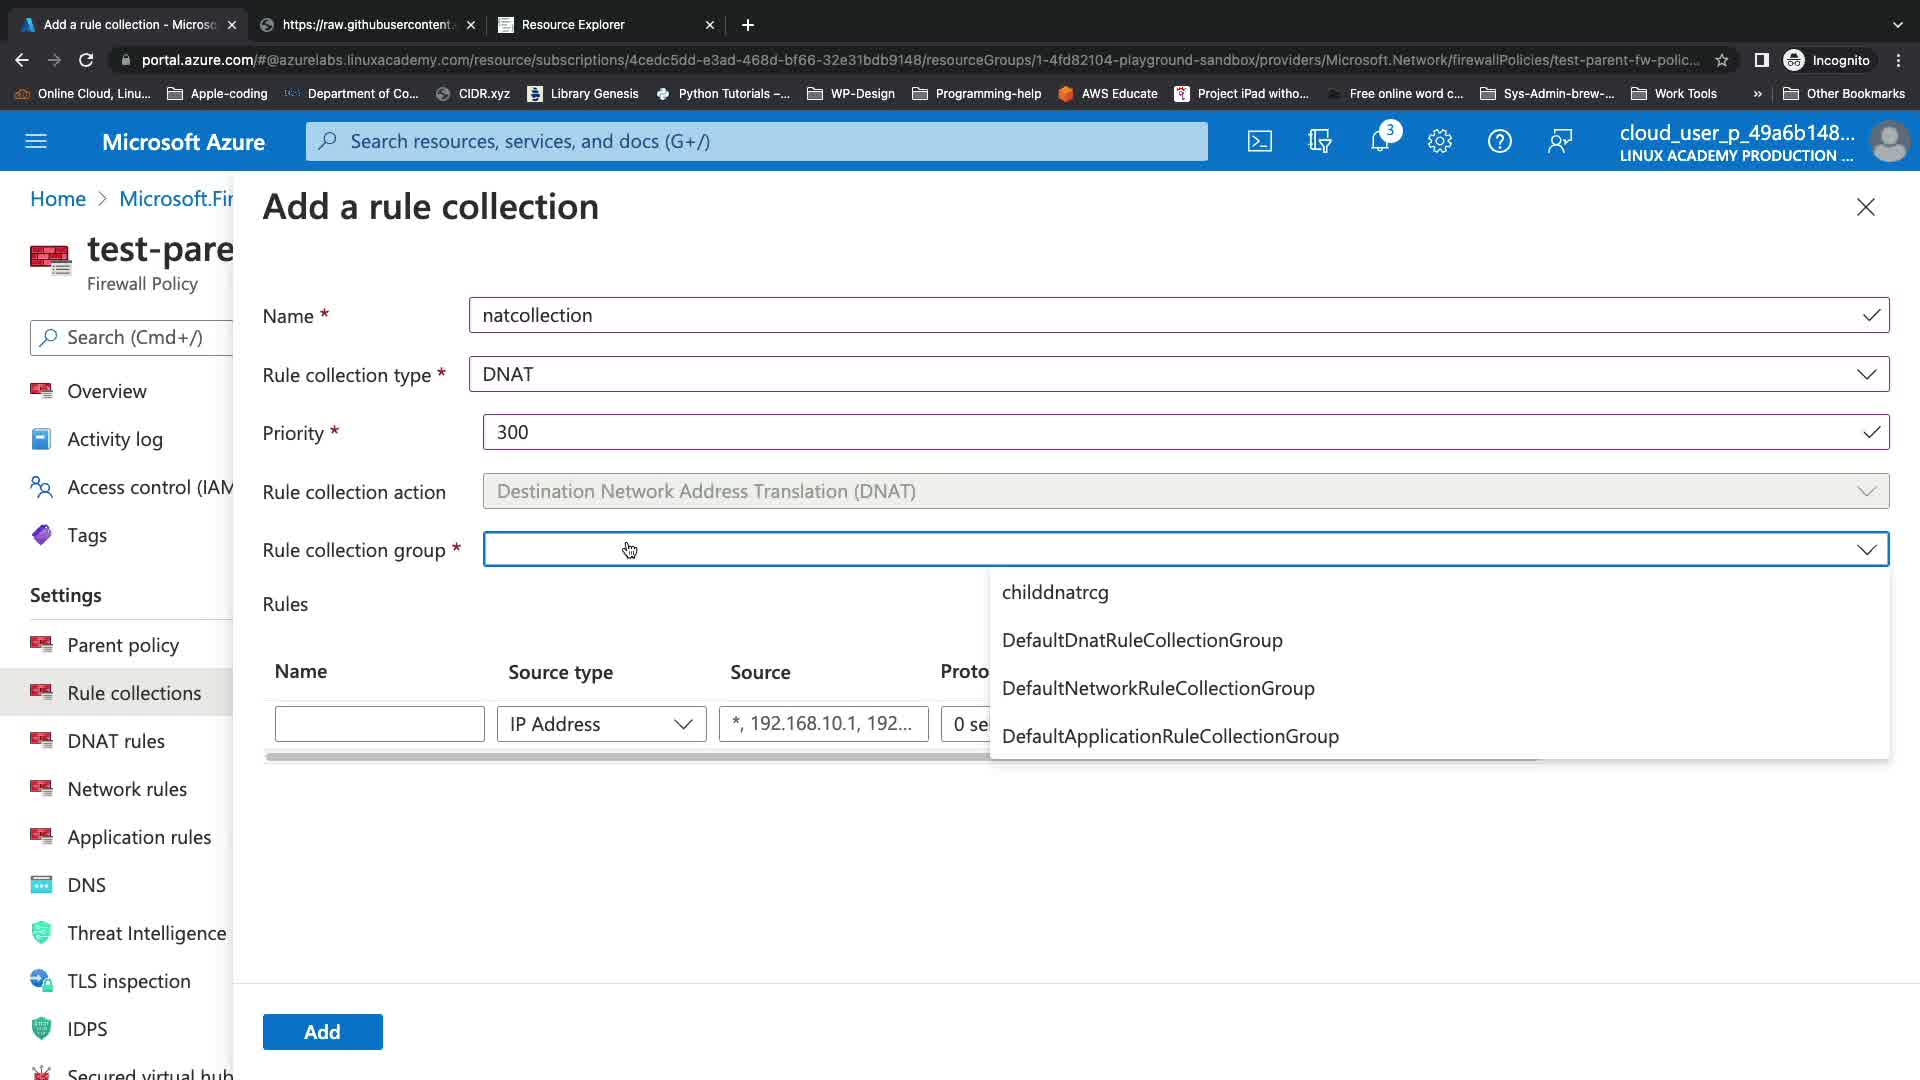 Add a rule collection - Microsc
https://raw.githubusercontent.
Resource Explorer
portal.azure.com/#@azurelabs.linuxacademy.com/resource/subscriptions/4cedc5dd-e3ad-468d-bf66-32e31bdb9148/resourceGroups/1-4fd82104-playground-sandbox/providers/Microsoft.Network/firewallPolicies/test-parent-fw-polic...
Incognito
Online Cloud, Linu...
Apple-coding
Department of Co...
CIDR.xyz
Library Genesis
Python Tutorials –...
WP-Design
Programming-help
AWS Educate
Project iPad witho...
Free online word c...
Sys-Admin-brew-...
Work Tools
»
Other Bookmarks
Microsoft Azure
Search resources, services, and docs (G+/)
3
cloud_user_p_49a6b148...
LINUX ACADEMY PRODUCTION ...
Home > Microsoft.Fir
test-pare
Firewall Policy
Search (Cmd+/)
Overview
Activity log
Access control (IAM
Tags
Settings
Parent policy
Rule collections
DNAT rules
Network rules
Application rules
DNS
Threat Intelligence
TLS inspection
IDPS
Secured virtual hub
Add a rule collection
Name *
natcollection
Rule collection type *
DNAT
Priority *
300
Rule collection action
Destination Network Address Translation (DNAT)
Rule collection group *
childdnatrcg
DefaultDnatRuleCollectionGroup
DefaultNetworkRuleCollectionGroup
DefaultApplicationRuleCollectionGroup
Rules
Name Source type Source Proto
IP Address *, 192.168.10.1, 192... 0 se
Add